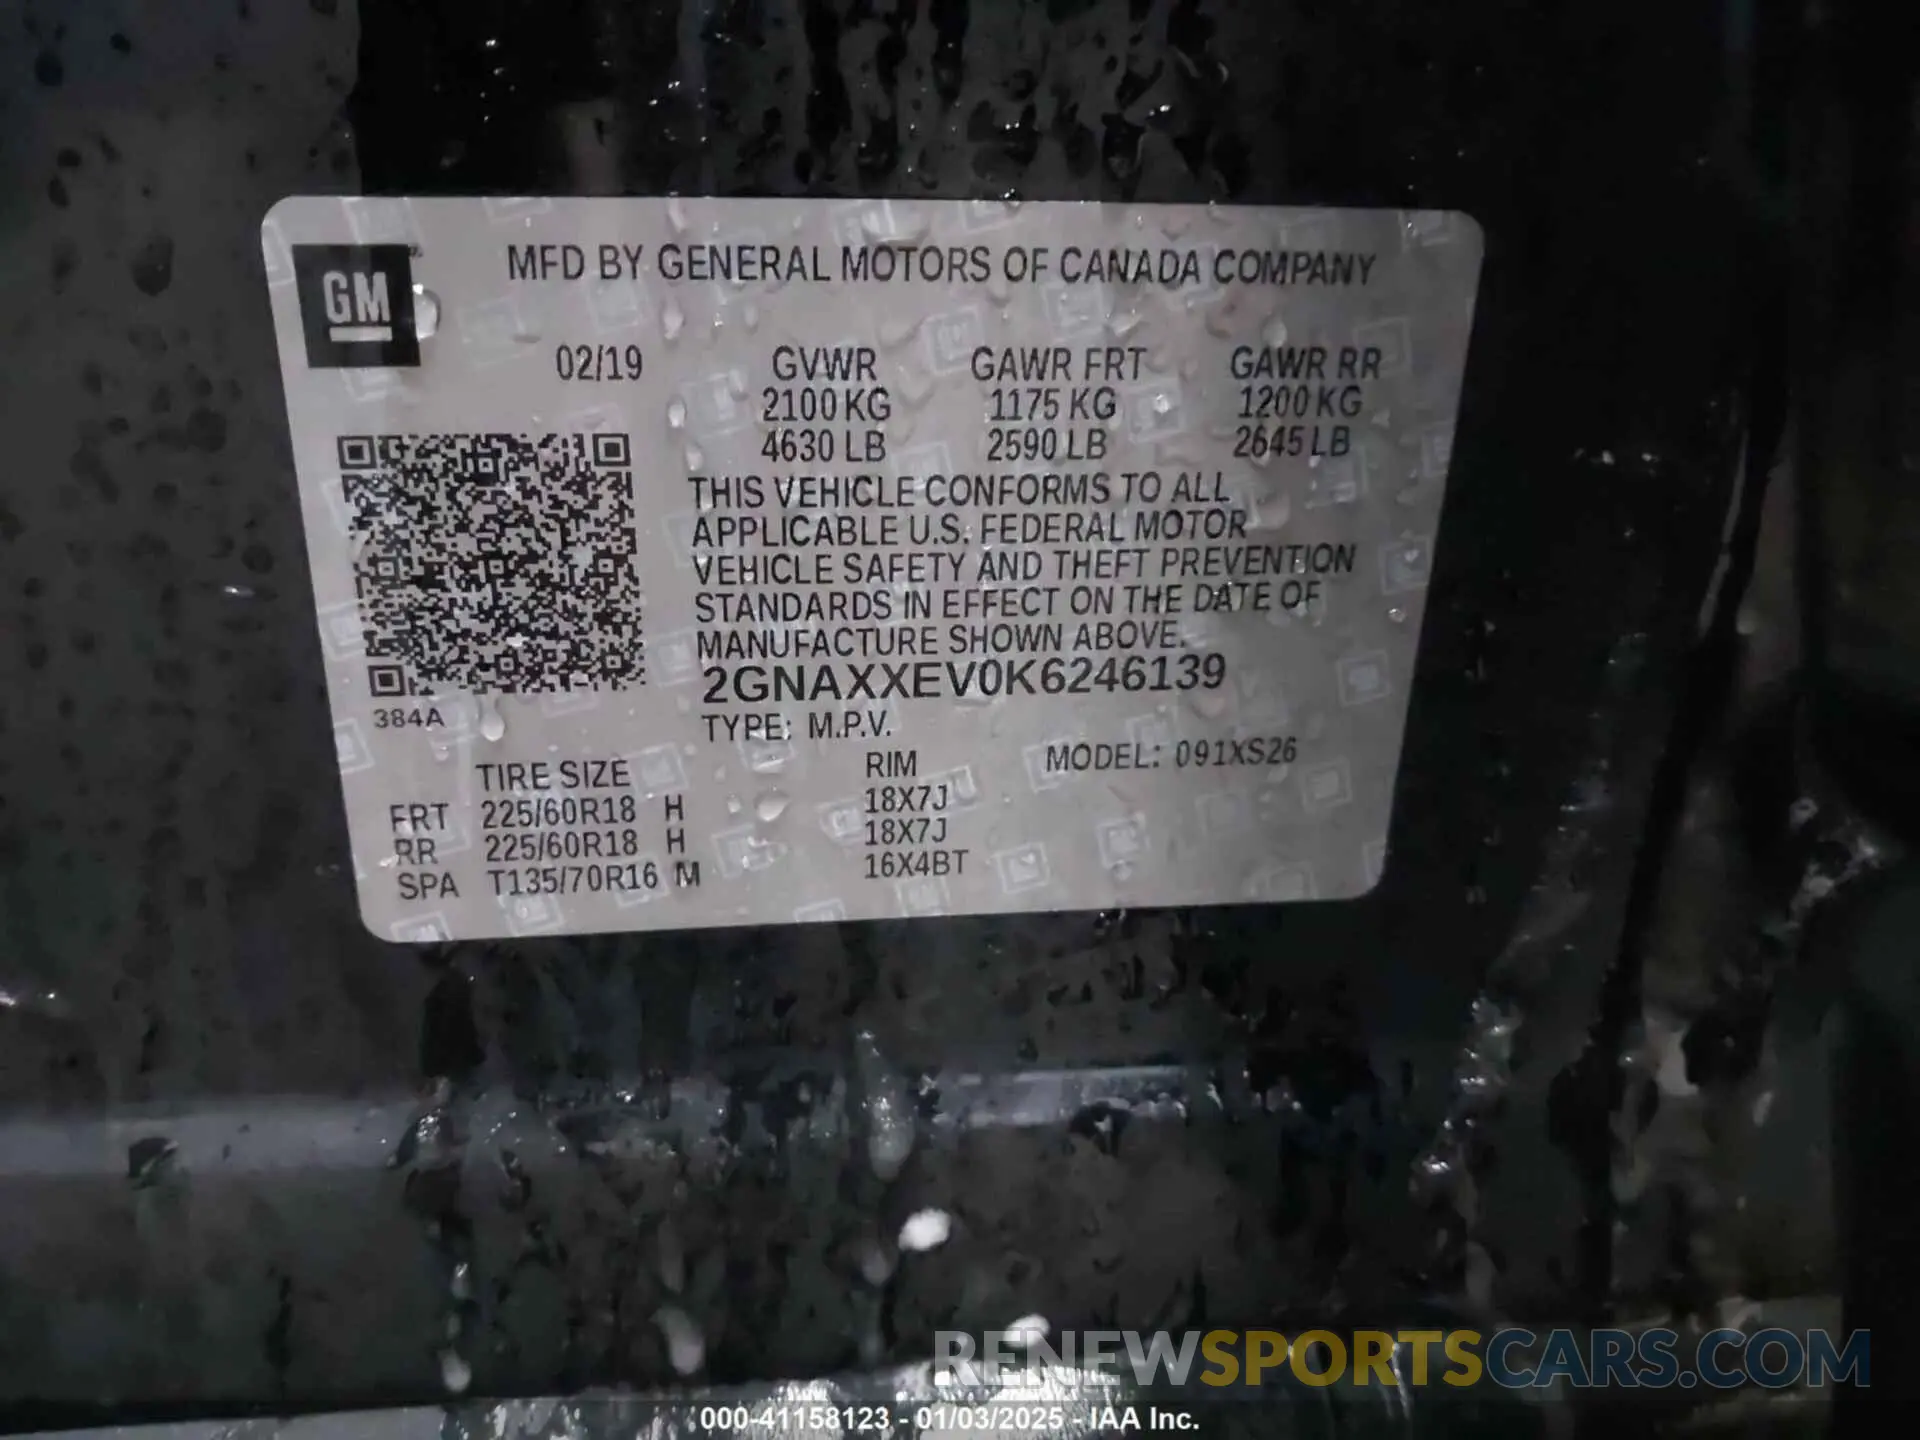 GM
MFD BY GENERAL MOTORS OF CANADA COMPANY
02/19 GVWR GAWR FRT GAWR RR
2100 KG 1175 KG 1200 KG
4630 LB 2590 LB 2645 LB
THIS VEHICLE CONFORMS TO ALL
APPLICABLE U.S. FEDERAL MOTOR
VEHICLE SAFETY AND THEFT PREVENTION
STANDARDS IN EFFECT ON THE DATE OF
MANUFACTURE SHOWN ABOVE.
2GNAXXEV0K6246139
384A
TYPE: M.P.V.
MODEL: 091XS26
TIRE SIZE RIM
FRT 225/60R18 H 18X7J
RR 225/60R18 H 18X7J
SPA T135/70R16 M 16X4BT
RENEWSPORTSCARS.COM
000-41158123 - 01/03/2025 - IAA Inc.